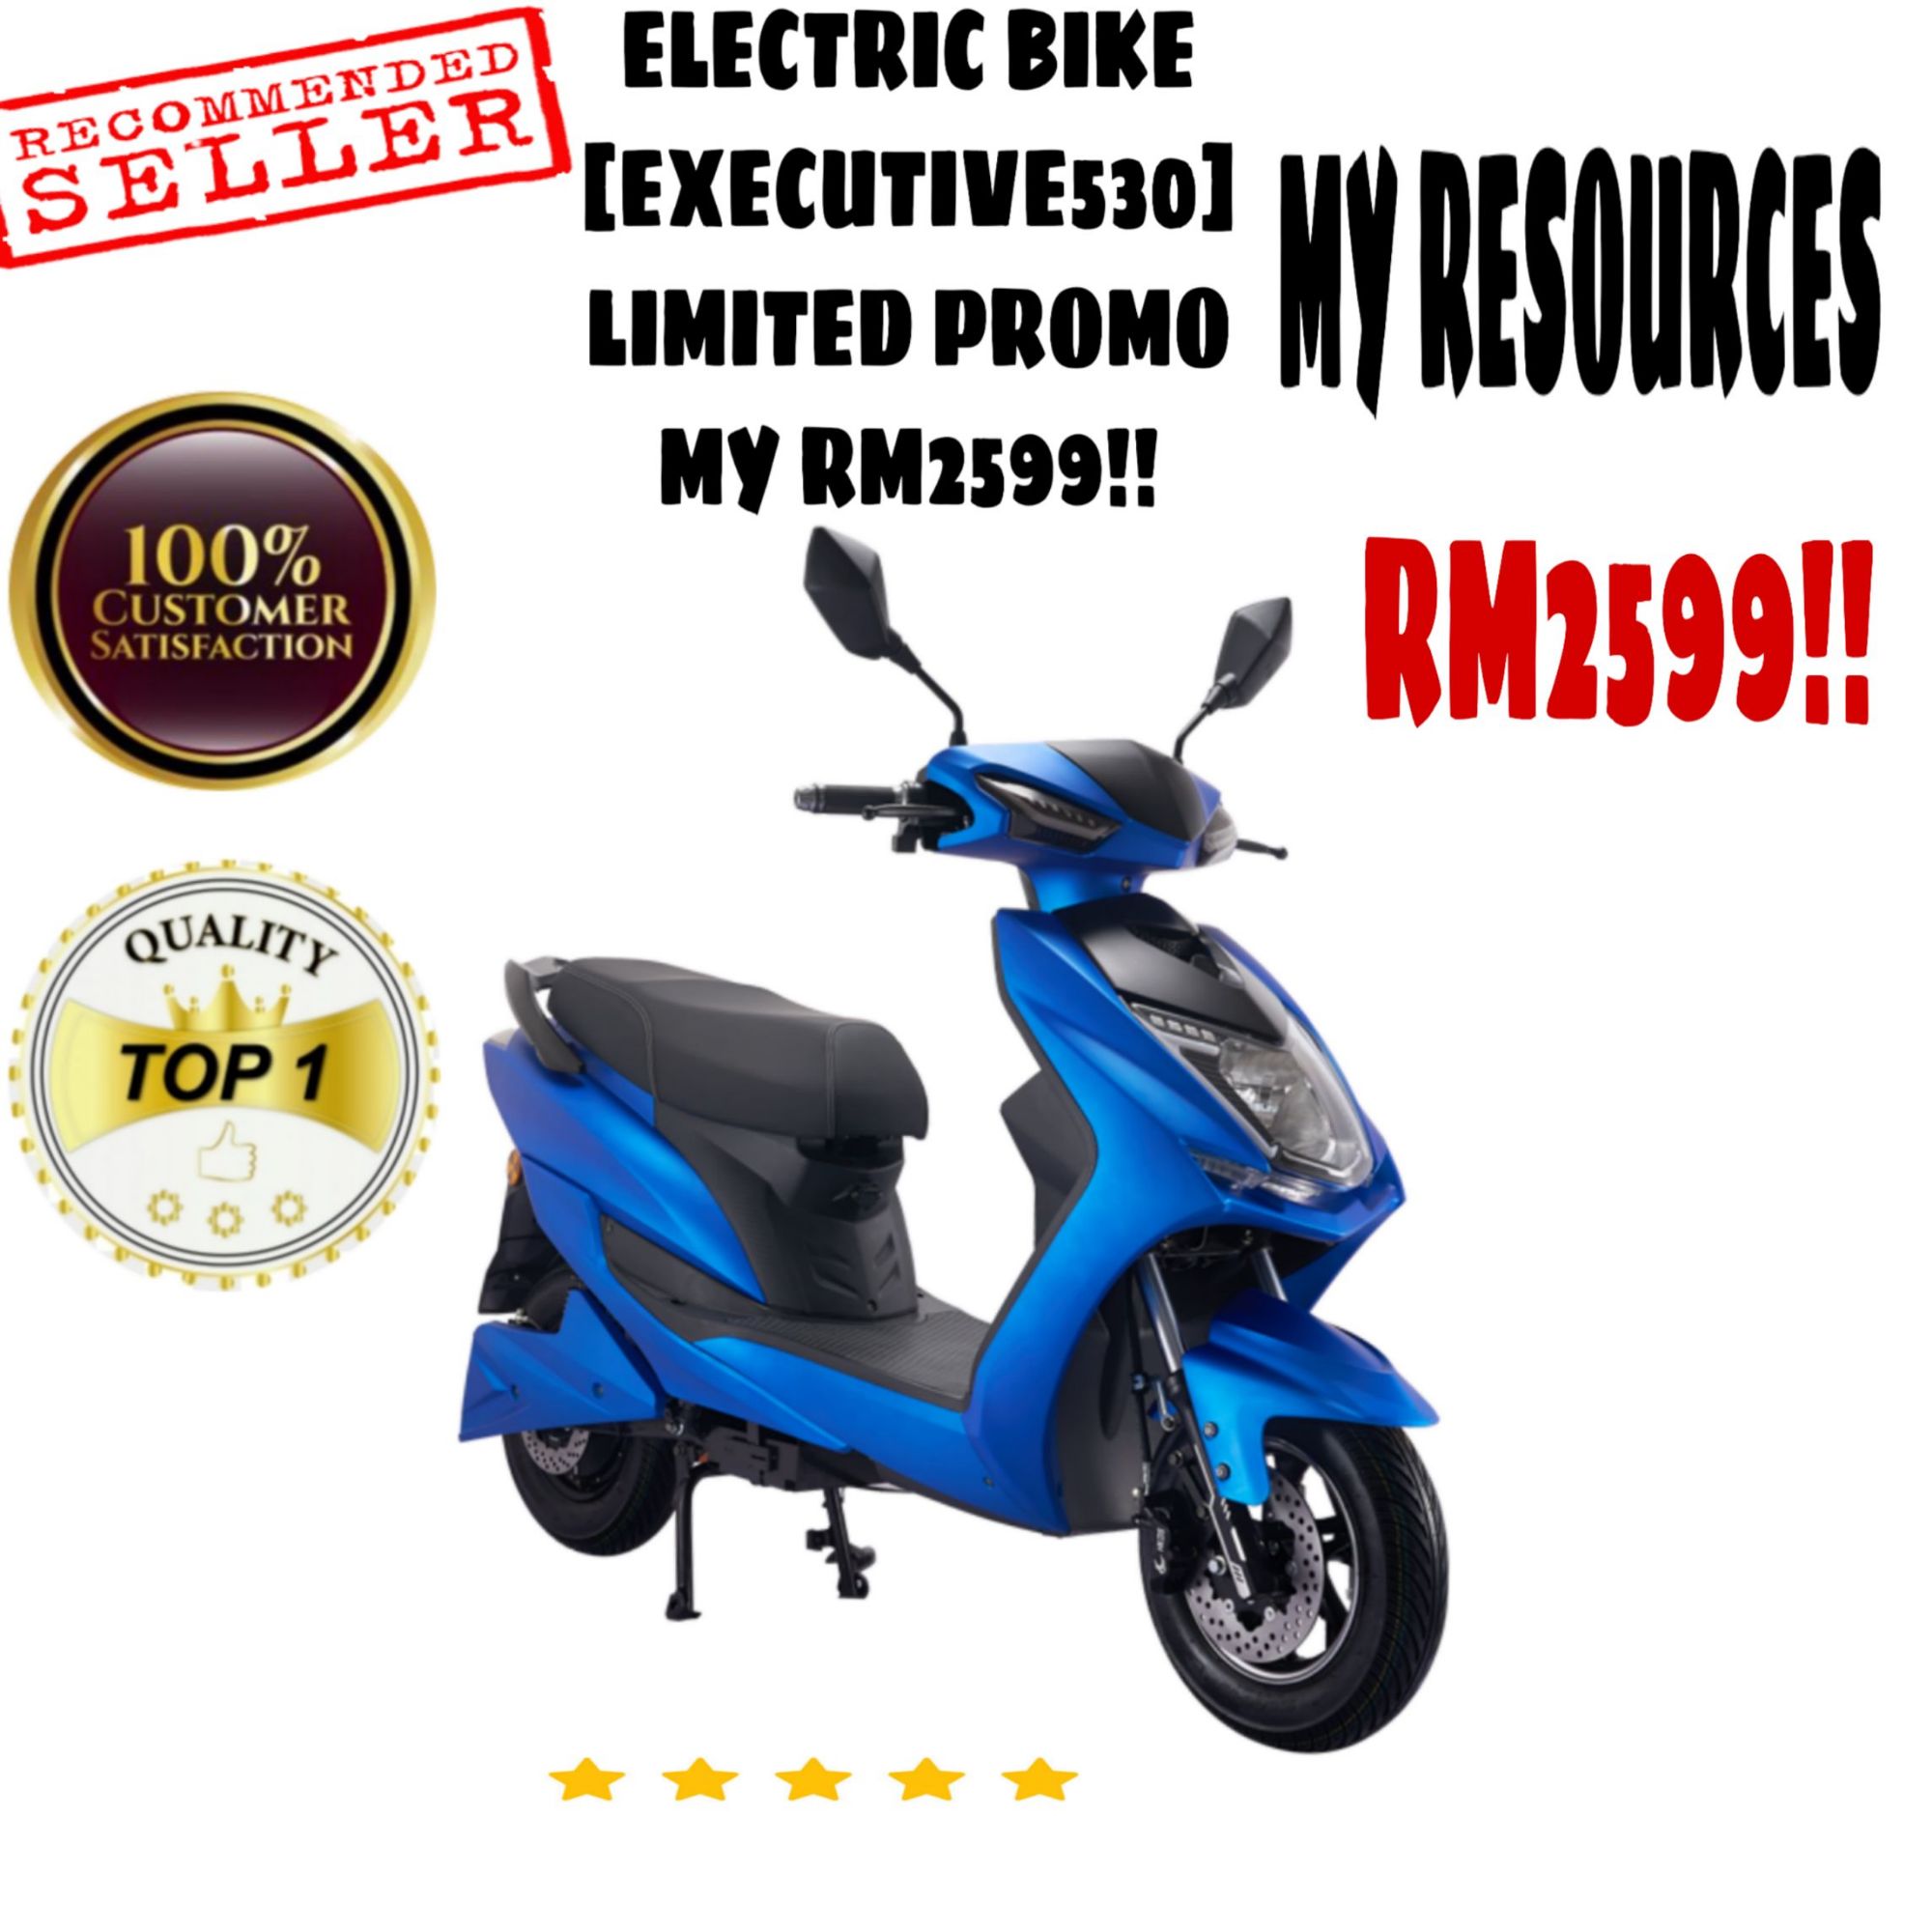 RECOMMENDED
SELLER
ELECTRIC BIKE
[EXECUTIVE530]
LIMITED PROMO
MY RM2599!!
MY RESOURCES
RM2599!!
100%
CUSTOMER
SATISFACTION
QUALITY
TOP 1